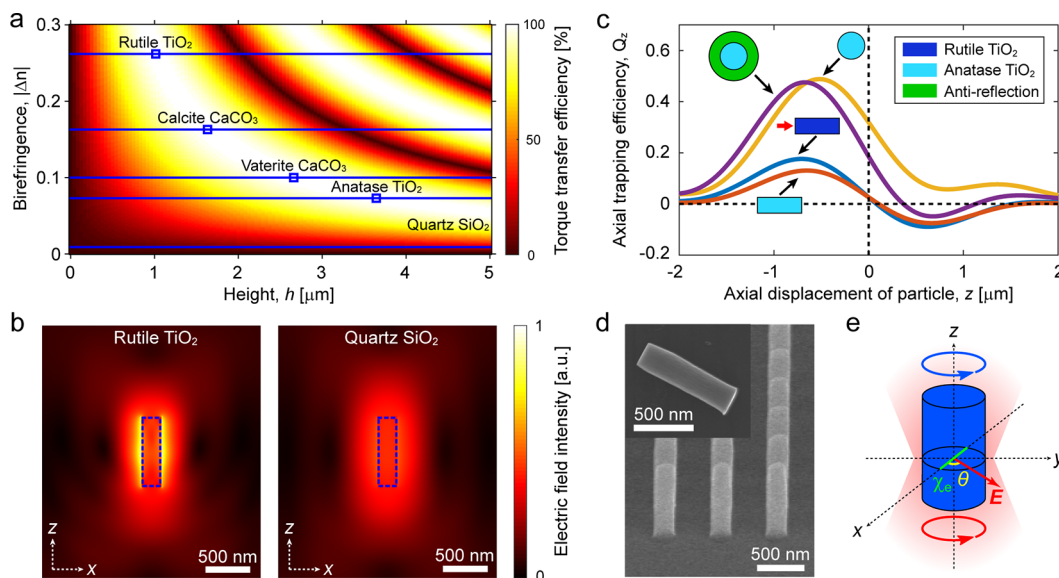 a
Birefringence, |Δn|
0.3
0.2
0.1
0
Rutile TiO₂
Calcite CaCO₃
Vaterite CaCO₃
Anatase TiO₂
Quartz SiO₂
0
1
2
3
4
5
Height, h [μm]
100
50
0
Torque transfer efficiency [%]
c
Axial trapping efficiency, Q_z
0.6
0.4
0.2
0
-0.2
Rutile TiO₂
Anatase TiO₂
Anti-reflection
-2
-1
0
1
2
Axial displacement of particle, z [μm]
b
Rutile TiO₂
z
x
500 nm
Quartz SiO₂
z
x
500 nm
1
0
Electric field intensity [a.u.]
d
500 nm
500 nm
e
z
y
x
χₑ
θ
E